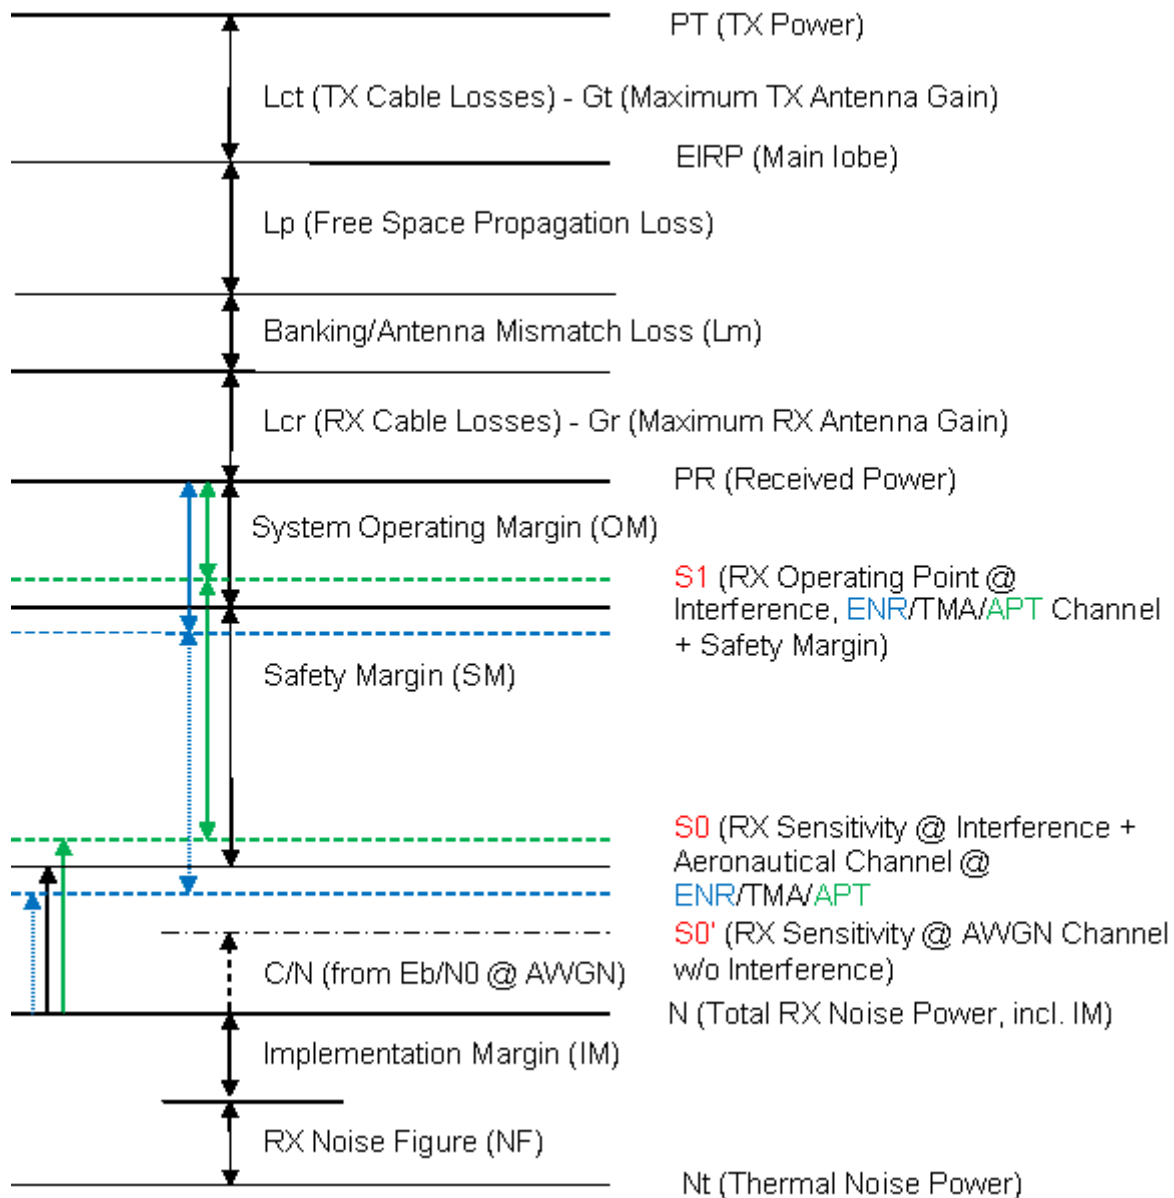 PT (TX Power)
Lct (TX Cable Losses) - Gt (Maximum TX Antenna Gain)
EIRP (Main lobe)
Lp (Free Space Propagation Loss)
Banking/Antenna Mismatch Loss (Lm)
Lcr (RX Cable Losses) - Gr (Maximum RX Antenna Gain)
PR (Received Power)
System Operating Margin (OM)
S1 (RX Operating Point @
Interference, ENR/TMA/APT Channel
+ Safety Margin)
Safety Margin (SM)
S0 (RX Sensitivity @ Interference +
Aeronautical Channel @
ENR/TMA/APT
S0' (RX Sensitivity @ AWGN Channel
w/o Interference)
C/N (from Eb/N0 @ AWGN)
N (Total RX Noise Power, incl. IM)
Implementation Margin (IM)
RX Noise Figure (NF)
Nt (Thermal Noise Power)